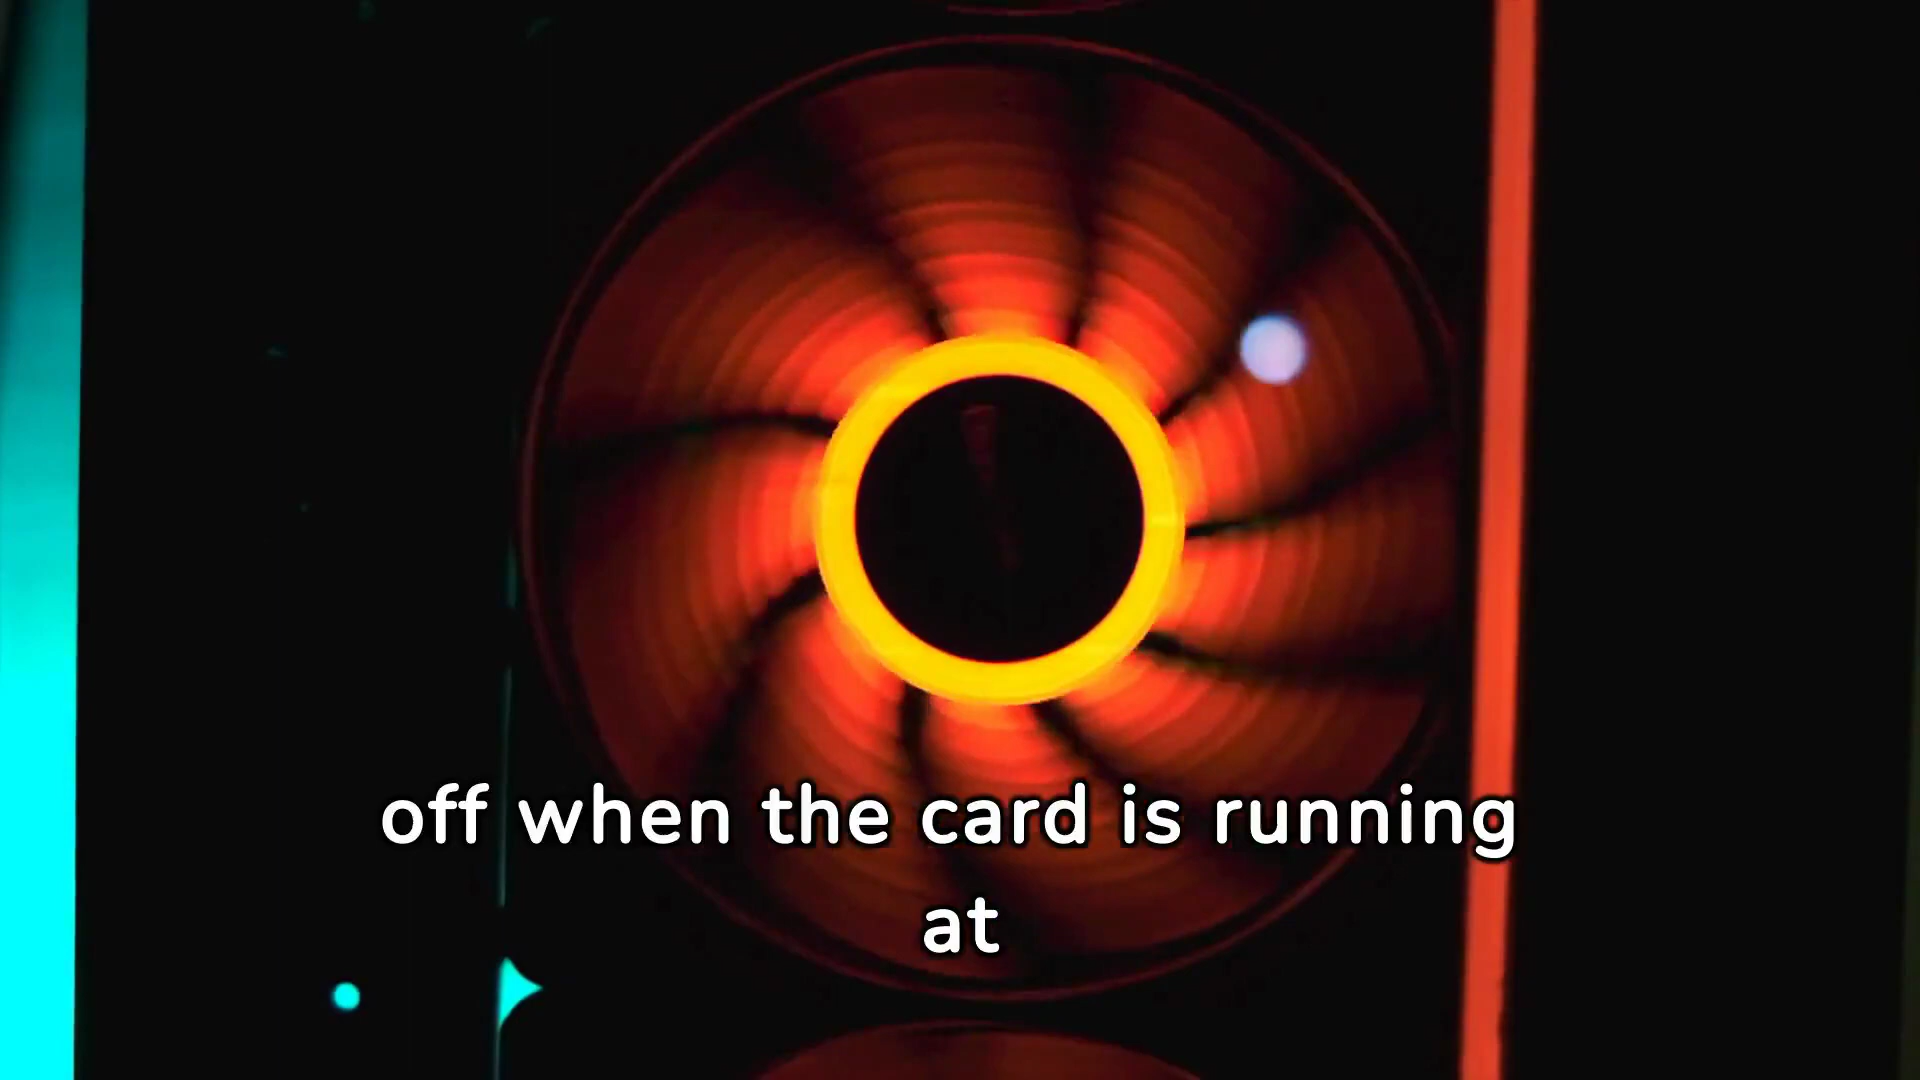 off when the card is running
at